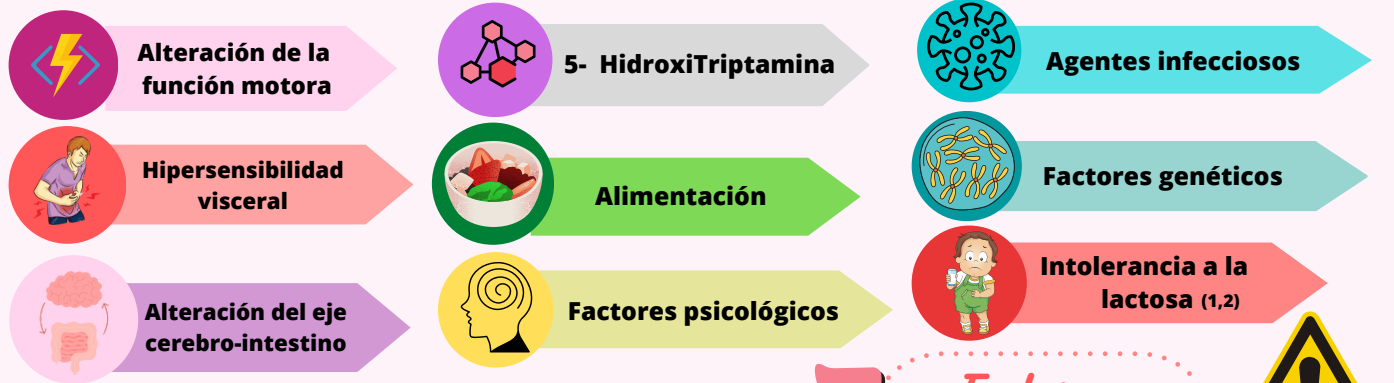 Alteración de la
función motora
Hipersensibilidad
visceral
Alteración del eje
cerebro-intestino
5- HidroxiTriptamina
Alimentación
Factores psicológicos
Agentes infecciosos
Factores genéticos
Intolerancia a la
lactosa (1,2)